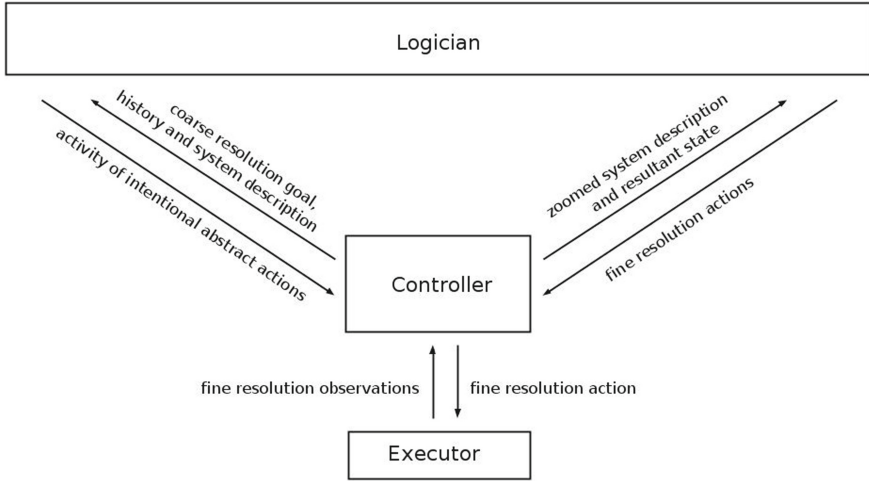 Logician
coarse resolution goal,
history and system description
activity of intentional abstract actions
zoomed system description
and resultant state
fine resolution actions
Controller
fine resolution observations
fine resolution action
Executor